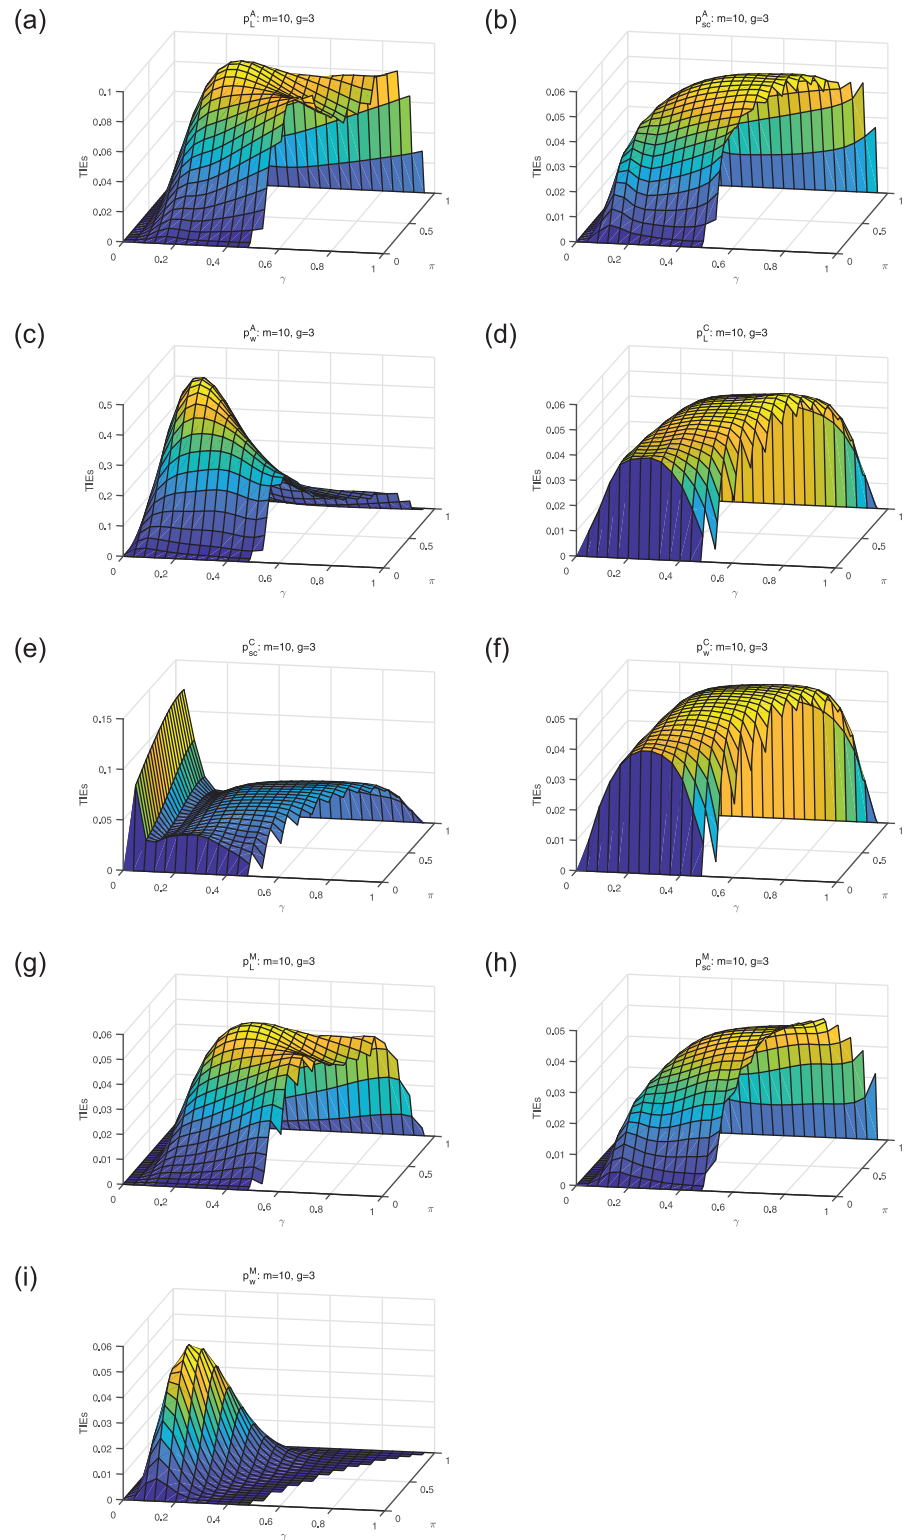 (a)
p_L^A: m=10, g=3
TIEs
0.1
0.08
0.06
0.04
0.02
0
0 0.2 0.4 0.6 0.8 1
γ
0 0.5 1
π
(b)
p_sc^A: m=10, g=3
TIEs
0.06
0.05
0.04
0.03
0.02
0.01
0
0 0.2 0.4 0.6 0.8 1
γ
0 0.5 1
π
(c)
p_w^A: m=10, g=3
TIEs
0.5
0.4
0.3
0.2
0.1
0
0 0.2 0.4 0.6 0.8 1
γ
0 0.5 1
π
(d)
p_L^C: m=10, g=3
TIEs
0.06
0.05
0.04
0.03
0.02
0.01
0
0 0.2 0.4 0.6 0.8 1
γ
0 0.5 1
π
(e)
p_sc^C: m=10, g=3
TIEs
0.15
0.1
0.05
0
0 0.2 0.4 0.6 0.8 1
γ
0 0.5 1
π
(f)
p_w^C: m=10, g=3
TIEs
0.05
0.04
0.03
0.02
0.01
0
0 0.2 0.4 0.6 0.8 1
γ
0 0.5 1
π
(g)
p_L^M: m=10, g=3
TIEs
0.06
0.05
0.04
0.03
0.02
0.01
0
0 0.2 0.4 0.6 0.8 1
γ
0 0.5 1
π
(h)
p_sc^M: m=10, g=3
TIEs
0.05
0.04
0.03
0.02
0.01
0
0 0.2 0.4 0.6 0.8 1
γ
0 0.5 1
π
(i)
p_w^M: m=10, g=3
TIEs
0.06
0.05
0.04
0.03
0.02
0.01
0
0 0.2 0.4 0.6 0.8 1
γ
0 0.5 1
π